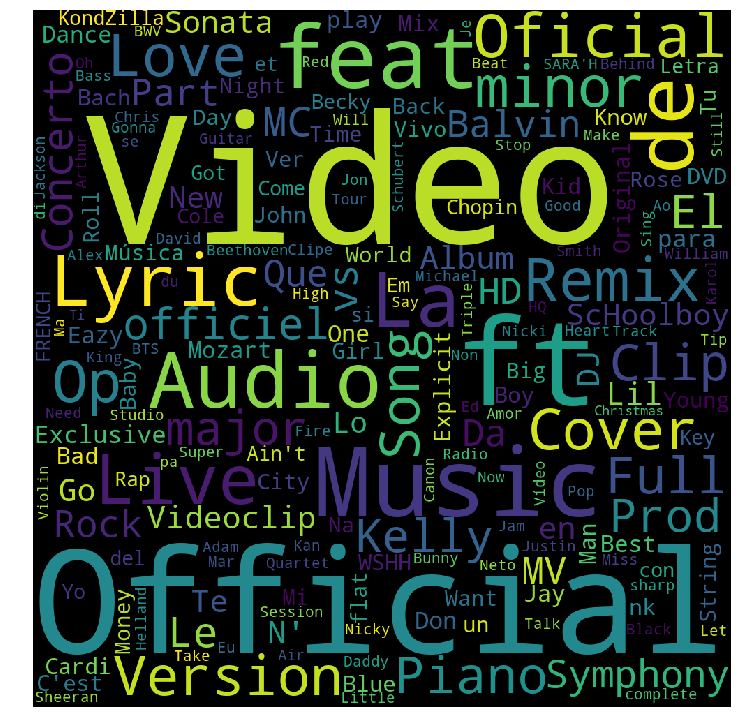 KondZilla BWV Sonata play Mix Je Oficial
Dance Oh Love et feat Red Beat SARA'H Behind
Bass Bach Part Night Becky Back minor Letra
Concerto Chris Day MC Will Vivo Balvin Know Tu de
Gonna Time Guitar Video Stop Make Still
di Jackson Arthur se Got Ver Come Jon Schubert Kid Rose DVD
Roll New Cole John Tour Chopin Good Original Sing Ao El
Alex David Beethoven Clipe World Album Smith William para
Música Que vs Em Michael HD Remix Karol
Lyric High si Say La Triple HQ ScHoolboy
FRENCH Ma Ti du officiel One Nicki Heart Track
Eazy BTS Mozart Girl Explicit Non ft Big DJ Clip Tip
King Baby Op Audio Song Boy Lil
Need Studio Fire Lo Ed Amor Christmas Young
Exclusive major Da Radio Cover Key
Bad Super Ain't Canon Now Video
Violin Go Rap pa Live City Music Pop Full
Rock Videoclip Na Kelly Jam Justin en Man Best Prod
Yo del Adam Kan WSHH Bunny Neto MV Miss con String
Mar Quartet flat Want Jay nk sharp
Money Helland Te Session Mi Official Don un Talk Black Let
Le Eu N' Nicky
Cardi Take Air Daddy
C'est Version Blue Piano Symphony
Sheeran Little complete